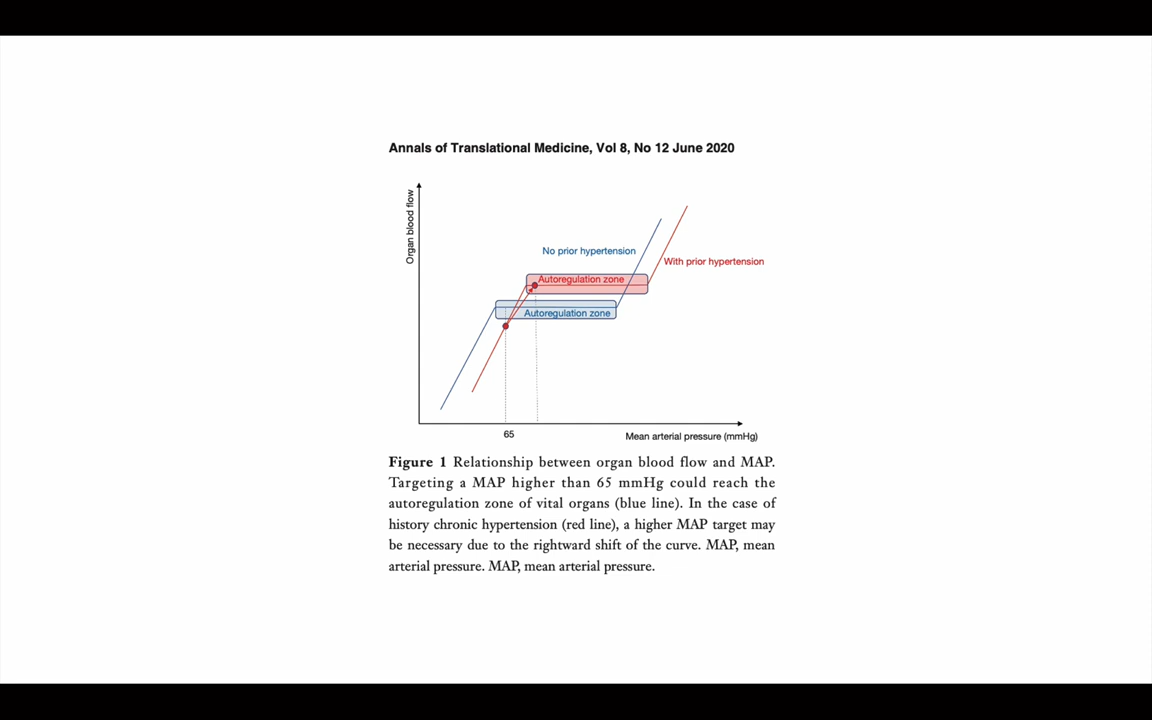 Annals of Translational Medicine, Vol 8, No 12 June 2020
Organ blood flow
No prior hypertension
With prior hypertension
Autoregulation zone
Autoregulation zone
65
Mean arterial pressure (mmHg)
Figure 1 Relationship between organ blood flow and MAP.
Targeting a MAP higher than 65 mmHg could reach the
autoregulation zone of vital organs (blue line). In the case of
history chronic hypertension (red line), a higher MAP target may
be necessary due to the rightward shift of the curve. MAP, mean
arterial pressure. MAP, mean arterial pressure.